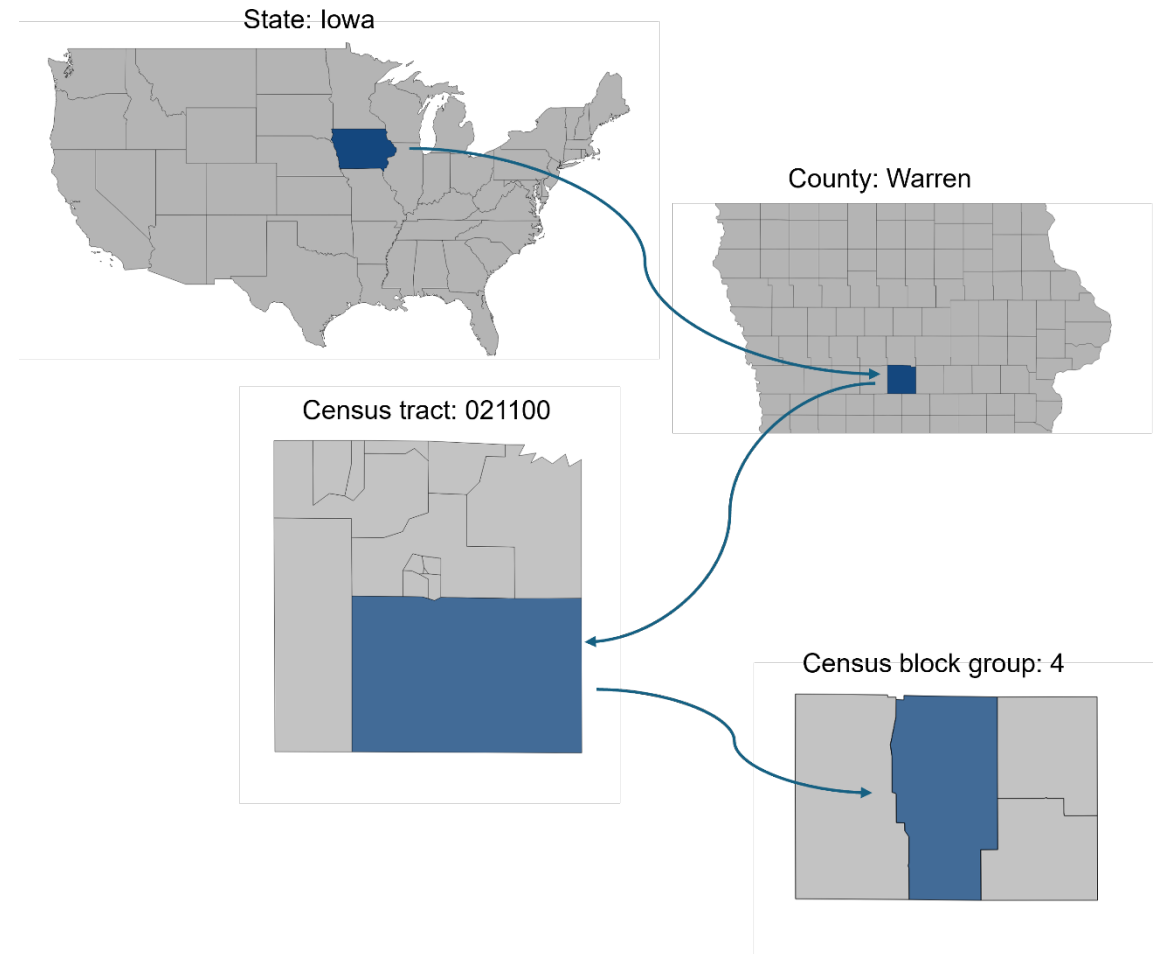 State: Iowa
County: Warren
Census tract: 021100
Census block group: 4